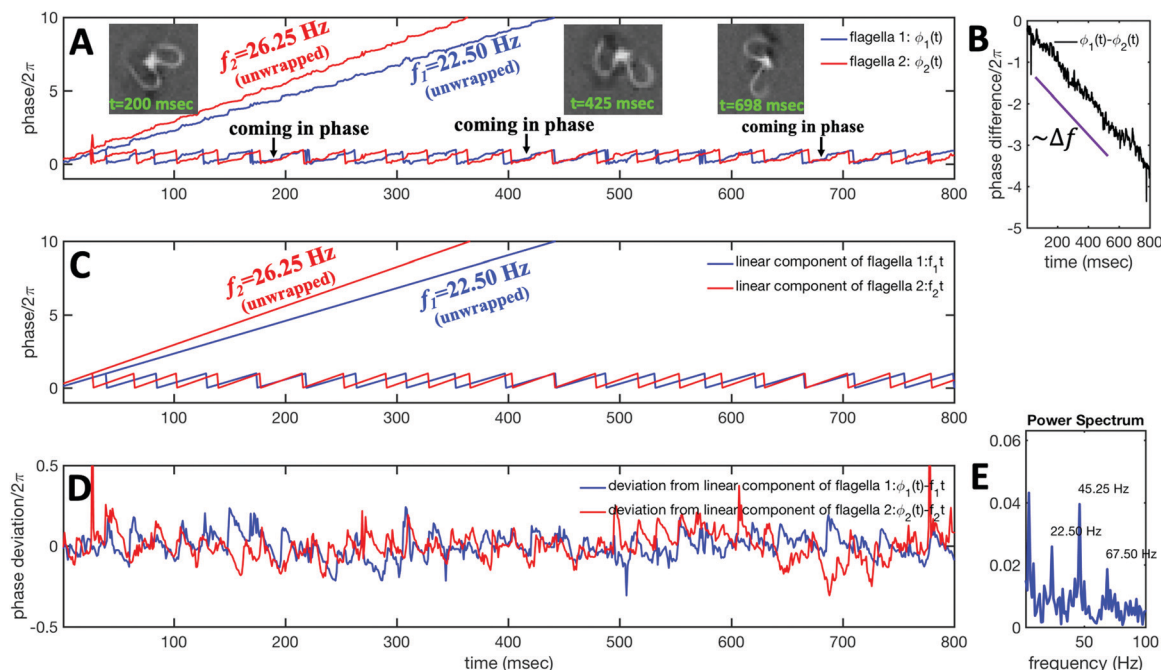 A
f₂=26.25 Hz
(unwrapped)
f₁=22.50 Hz
(unwrapped)
flagella 1: ϕ₁(t)
flagella 2: ϕ₂(t)
t=200 msec
t=425 msec
t=698 msec
coming in phase
coming in phase
coming in phase
phase/2π
10
5
0
100 200 300 400 500 600 700 800
B
ϕ₁(t)-ϕ₂(t)
~Δf
phase difference/2π
0
-1
-2
-3
-4
-5
200 400 600 800
time (msec)
C
f₂=26.25 Hz
(unwrapped)
f₁=22.50 Hz
(unwrapped)
linear component of flagella 1:f₁t
linear component of flagella 2:f₂t
phase/2π
10
5
0
100 200 300 400 500 600 700 800
D
deviation from linear component of flagella 1:ϕ₁(t)-f₁t
deviation from linear component of flagella 2:ϕ₂(t)-f₂t
phase deviation/2π
0.5
0
-0.5
100 200 300 400 500 600 700 800
time (msec)
E
Power Spectrum
0.06
0.04
0.02
0
45.25 Hz
22.50 Hz
67.50 Hz
50 100
frequency (Hz)